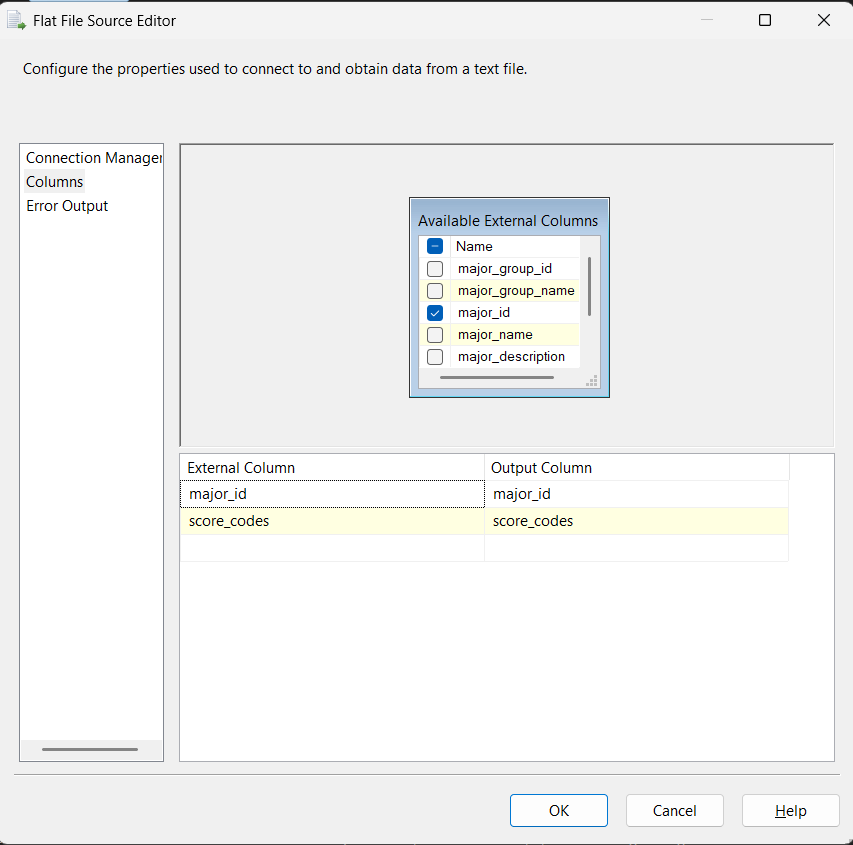 Flat File Source Editor
Configure the properties used to connect to and obtain data from a text file.
Connection Manager
Columns
Error Output
Available External Columns
Name
major_group_id
major_group_name
major_id
major_name
major_description
External Column Output Column
major_id major_id
score_codes score_codes
OK Cancel Help